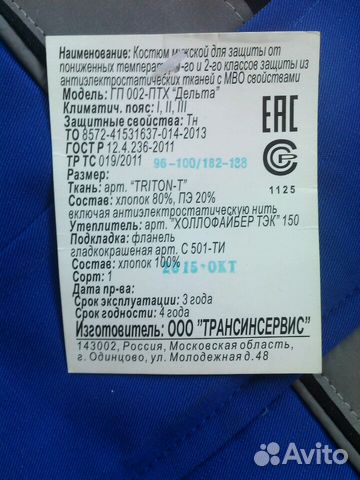 Наименование: Костюм мужской для защиты от
пониженных температур 1-го и 2-го классов защиты из
антиэлектростатических тканей с МВО свойствами
Модель: ГП 002-ПТХ "Дельта"
Климатич. пояс: I, II, III
Защитные свойства: Тн
ТО 8572-41531637-014-2013
ГОСТ Р 12.4.236-2011
ТР ТС 019/2011
96-100/182-188
Размер:
Ткань: арт. "TRITON-T"
Состав: хлопок 80%, ПЭ 20%
включая антиэлектростатическую нить
Утеплитель: арт. "ХОЛЛОФАЙБЕР ТЭК" 150
Подкладка: фланель
гладкокрашеная арт. С 501-ТИ
Состав: хлопок 100%
2015-ОКТ
Сорт: 1
Дата пр-ва:
Срок эксплуатации: 3 года
Срок годности: 4 года
Изготовитель: ООО "ТРАНСИНСЕРВИС"
143002, Россия, Московская область,
г. Одинцово, ул. Молодежная д.48
EAC
1125
Avito